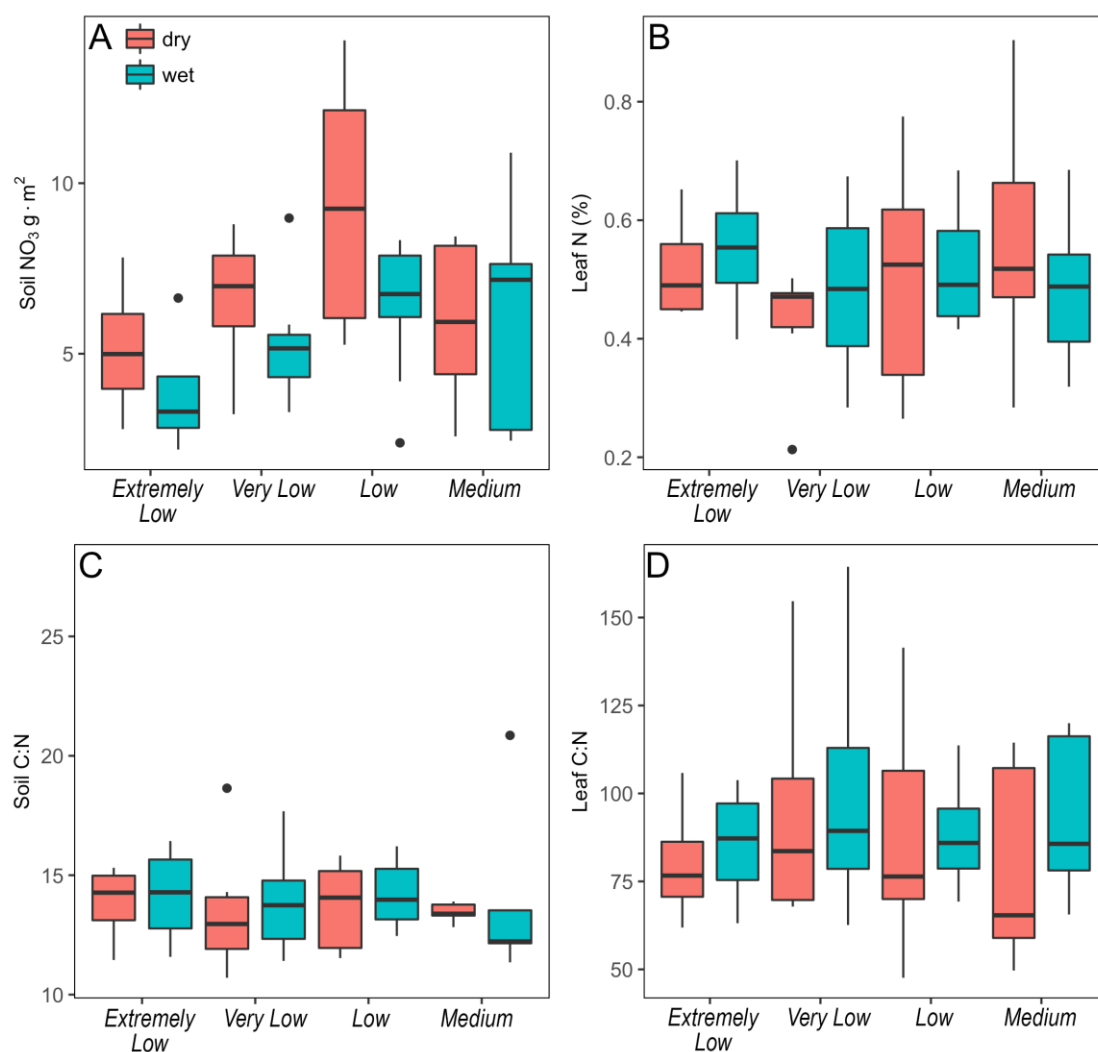 A
dry
wet
Soil NO₃ g · m²
10
5
Extremely Low
Very Low
Low
Medium
B
Leaf N (%)
0.8
0.6
0.4
0.2
Extremely Low
Very Low
Low
Medium
C
Soil C:N
25
20
15
10
Extremely Low
Very Low
Low
Medium
D
Leaf C:N
150
125
100
75
50
Extremely Low
Very Low
Low
Medium